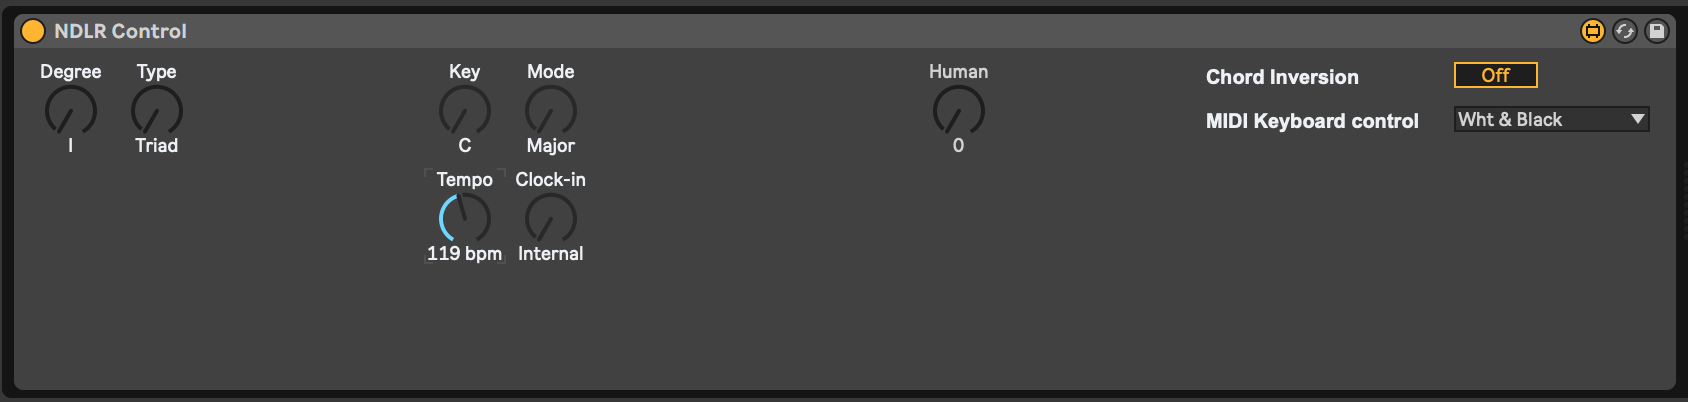 NDLR Control
Degree Type Key Mode Human Chord Inversion Off
I Triad C Major 0 MIDI Keyboard control Wht & Black
Tempo Clock-in
119 bpm Internal